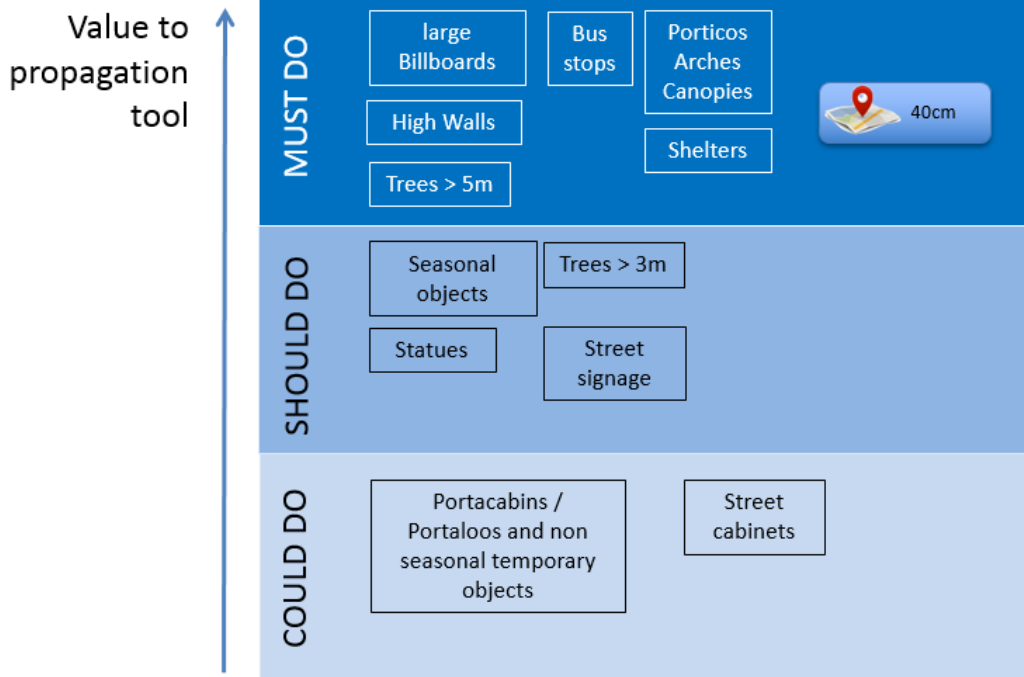 Value to
propagation
tool
MUST DO
large
Billboards
Bus
stops
Porticos
Arches
Canopies
High Walls
Shelters
Trees > 5m
40cm
SHOULD DO
Seasonal
objects
Trees > 3m
Statues
Street
signage
COULD DO
Portacabins /
Portaloos and non
seasonal temporary
objects
Street
cabinets